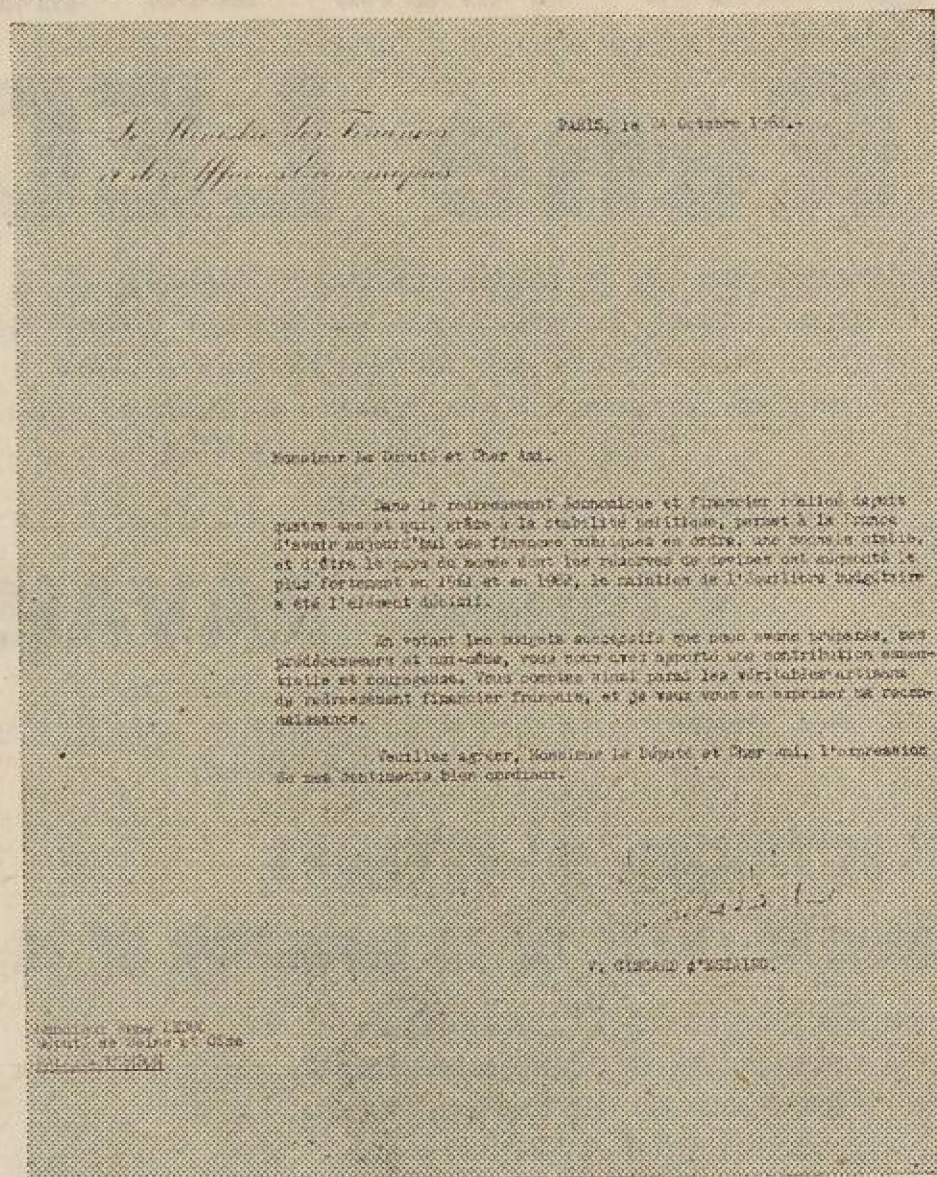 Le Ministre des Finances
et des Affaires Economiques
PARIS, le Octobre
Monsieur le Député et Cher Ami,
Dans le redressement économique et financier réalisé depuis
quatre ans et qui, grâce à la stabilité politique, permet à la France
d'avoir aujourd'hui des finances publiques en ordre, une monnaie stable,
et d'être le pays du monde dont les réserves de devises ont augmenté le
plus fortement en 1961 et en 1962, le maintien de l'équilibre budgétaire
a été l'élément décisif.
En votant les budgets successifs que nous avons préparés, mes
prédécesseurs et moi-même, vous nous avez apporté une contribution essen-
tielle et courageuse. Vous comptez ainsi parmi les véritables artisans
du redressement financier français, et je veux vous en exprimer ma recon-
naissance.
Veuillez agréer, Monsieur le Député et Cher Ami, l'expression
de mes sentiments bien cordiaux.
V. GISCARD d'ESTAING.
Monsieur
Député de Seine et Oise